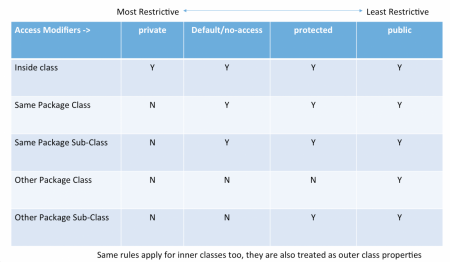 Most Restrictive Least Restrictive
Access Modifiers -> private Default/no-access protected public
Inside class Y Y Y Y
Same Package Class N Y Y Y
Same Package Sub-Class N Y Y Y
Other Package Class N N N Y
Other Package Sub-Class N N Y Y
Same rules apply for inner classes too, they are also treated as outer class properties